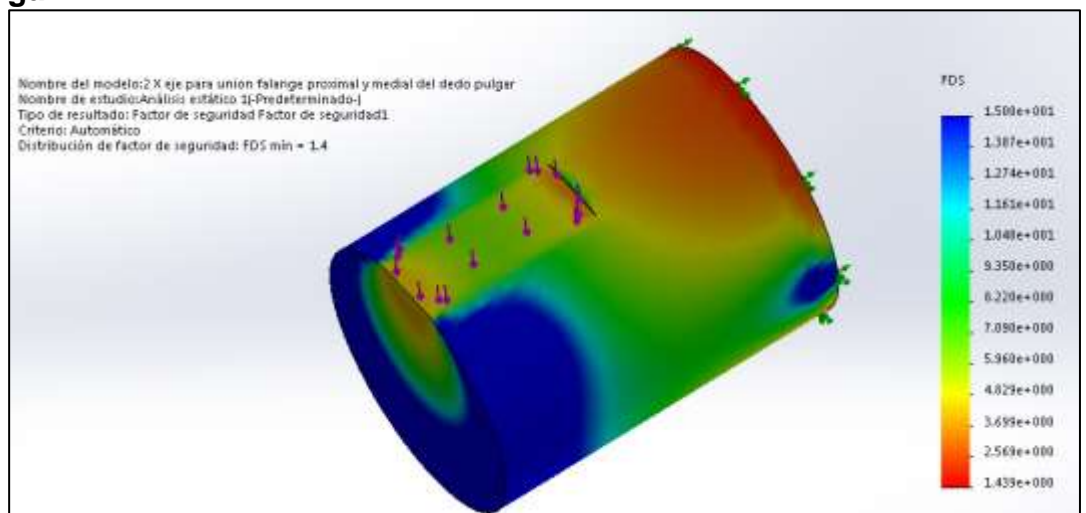 Nombre del modelo:2 X eje para union falange proximal y medial del dedo pulgar
Nombre de estudio:Análisis estático 1(-Predeterminado-)
Tipo de resultado: Factor de seguridad Factor de seguridad1
Criterio: Automático
Distribución de factor de seguridad: FDS mín = 1.4
FDS
1.500e+001
1.387e+001
1.274e+001
1.161e+001
1.048e+001
9.350e+000
8.220e+000
7.090e+000
5.960e+000
4.829e+000
3.699e+000
2.569e+000
1.439e+000